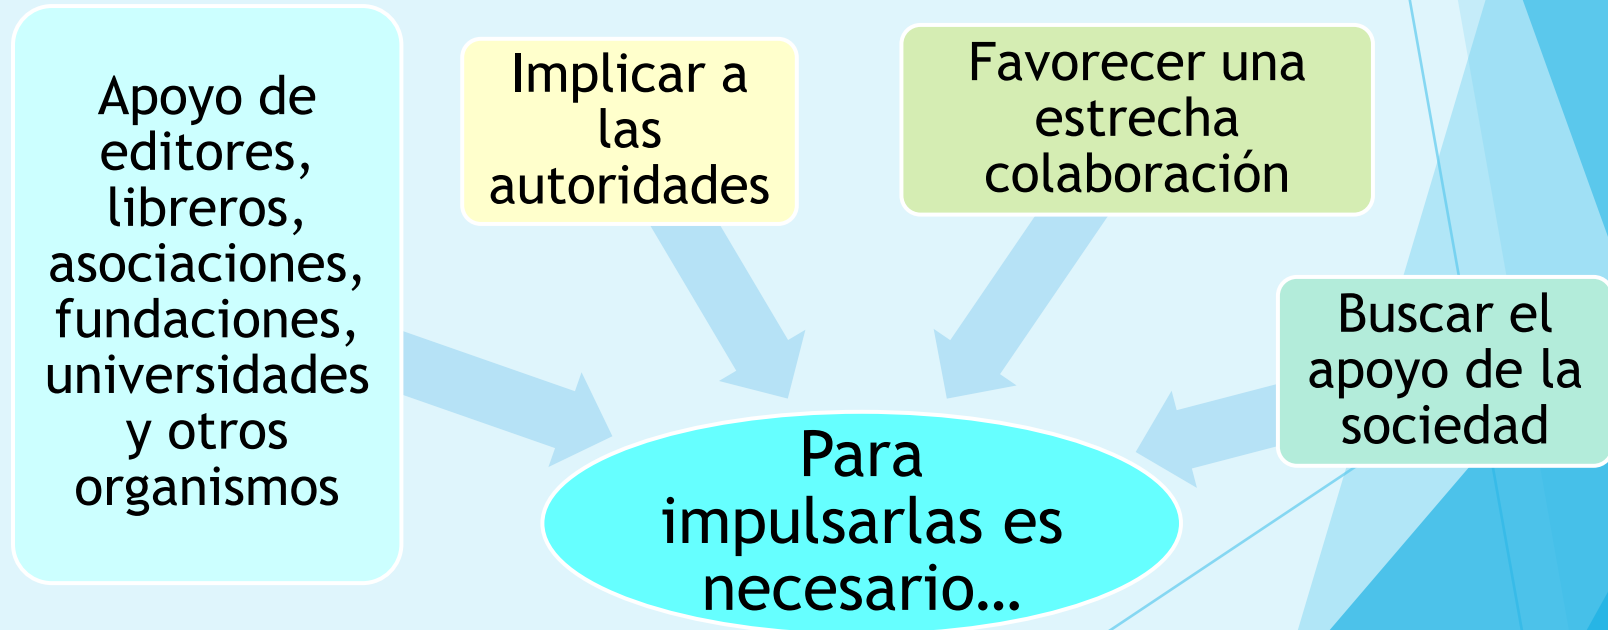 Apoyo de
editores,
libreros,
asociaciones,
fundaciones,
universidades
y otros
organismos
Implicar a
las
autoridades
Favorecer una
estrecha
colaboración
Buscar el
apoyo de la
sociedad
Para
impulsarlas es
necesario…